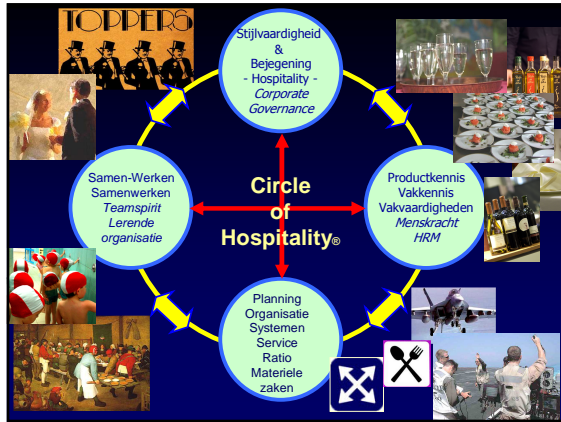 TOPPERS
Stijlvaardigheid
&
Bejegening
- Hospitality -
Corporate
Governance
Samen-Werken
Samenwerken
Teamspirit
Lerende
organisatie
Circle
of
Hospitality®
Productkennis
Vakkennis
Vakvaardigheden
Menskracht
HRM
Planning
Organisatie
Systemen
Service
Ratio
Materiele
zaken